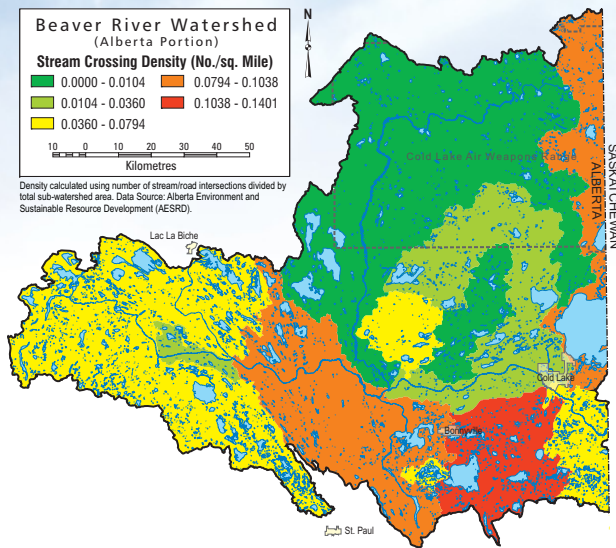 Beaver River Watershed
(Alberta Portion)
Stream Crossing Density (No./sq. Mile)
0.0000 - 0.0104
0.0794 - 0.1038
0.0104 - 0.0360
0.1038 - 0.1401
0.0360 - 0.0794
10 0 10 20 30 40 50
Kilometres
Density calculated using number of stream/road intersections divided by
total sub-watershed area. Data Source: Alberta Environment and
Sustainable Resource Development (AESRD).
N
Cold Lake Air Weapons Range
ALBERTA
SASKATCHEWAN
Lac La Biche
Cold Lake
Bonnyville
St. Paul